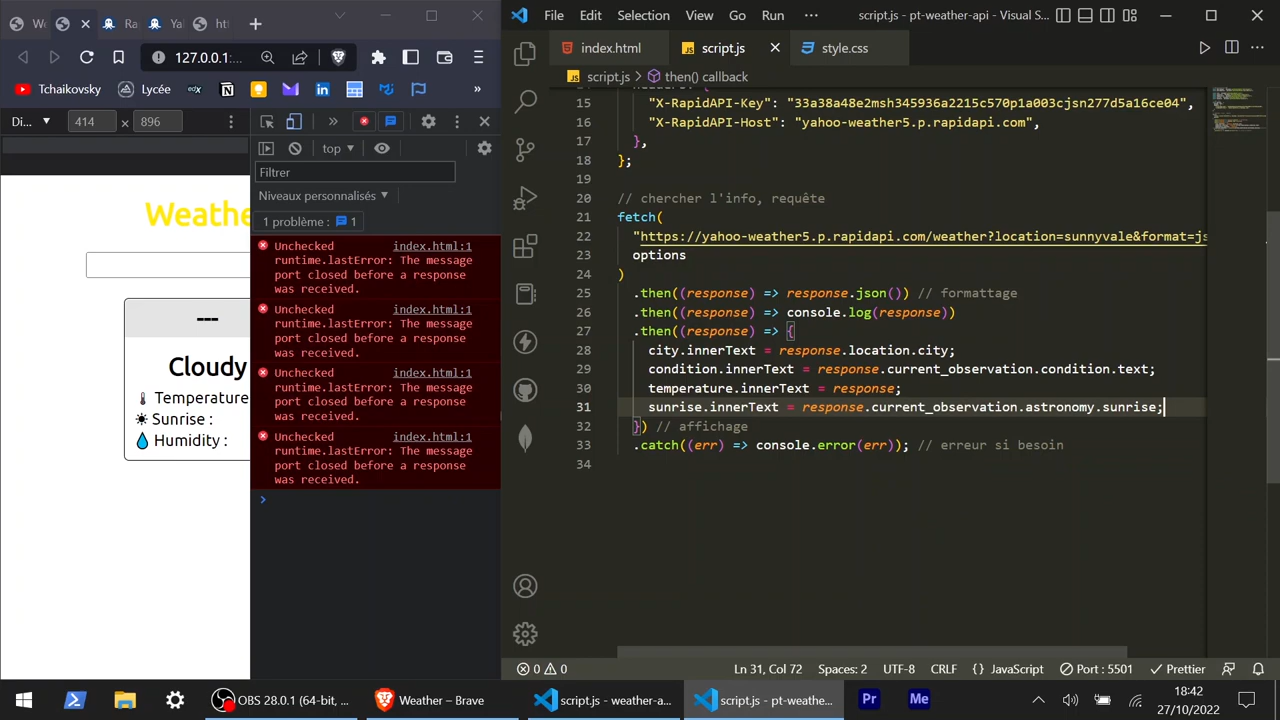 We
Ra
Ya
ht
File Edit Selection View Go Run ···
script.js - pt-weather-api - Visual S...
127.0.0.1:...
index.html
script.js
style.css
Tchaikovsky
Lycée
script.js > then() callback
Di...
414
×
896
top
Filtrer
Niveaux personnalisés
1 problème : 1
Unchecked index.html:1
runtime.lastError: The message
port closed before a response
was received.
Unchecked index.html:1
runtime.lastError: The message
port closed before a response
was received.
Unchecked index.html:1
runtime.lastError: The message
port closed before a response
was received.
Unchecked index.html:1
runtime.lastError: The message
port closed before a response
was received.
Weathe
---
Cloudy
Temperature
Sunrise :
Humidity :
15 "X-RapidAPI-Key": "33a38a48e2msh345936a2215c570p1a003cjsn277d5a16ce04",
16 "X-RapidAPI-Host": "yahoo-weather5.p.rapidapi.com",
17 },
18 };
19
20 // chercher l'info, requête
21 fetch(
22 "https://yahoo-weather5.p.rapidapi.com/weather?location=sunnyvale&format=js
23 options
24 )
25 .then((response) => response.json()) // formattage
26 .then((response) => console.log(response))
27 .then((response) => {
28 city.innerText = response.location.city;
29 condition.innerText = response.current_observation.condition.text;
30 temperature.innerText = response;
31 sunrise.innerText = response.current_observation.astronomy.sunrise;
32 }) // affichage
33 .catch((err) => console.error(err)); // erreur si besoin
34
0 0
Ln 31, Col 72
Spaces: 2
UTF-8
CRLF
{} JavaScript
Port : 5501
Prettier
OBS 28.0.1 (64-bit, ...
Weather – Brave
script.js - weather-a...
script.js - pt-weathe...
Pr
Me
18:42
27/10/2022